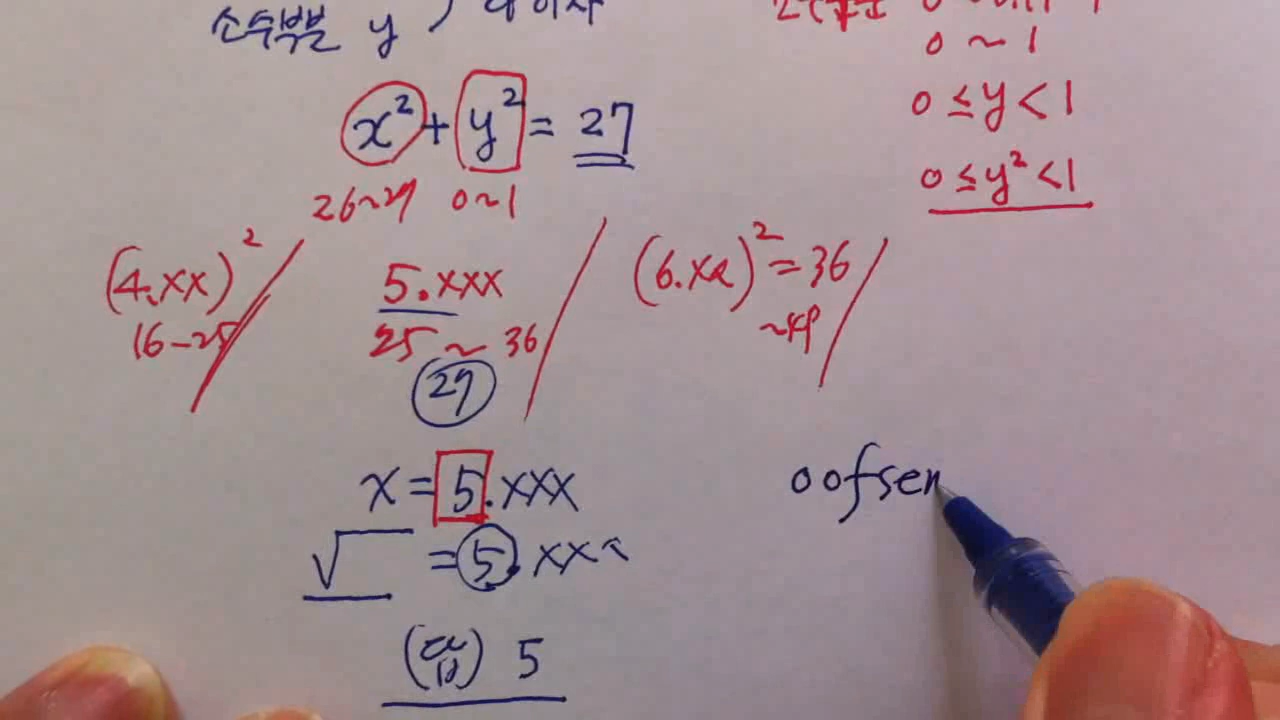 소수부분 y
0 ~ 1
x² + y² = 27
0 ≤ y < 1
26~27 0~1
0 ≤ y² < 1
(4.xx)²
16-25
5.xxx
25 ~ 36
27
(6.xx)² = 36
~49
x = 5.xxx
√ = 5.xxx
(답) 5
oofsen